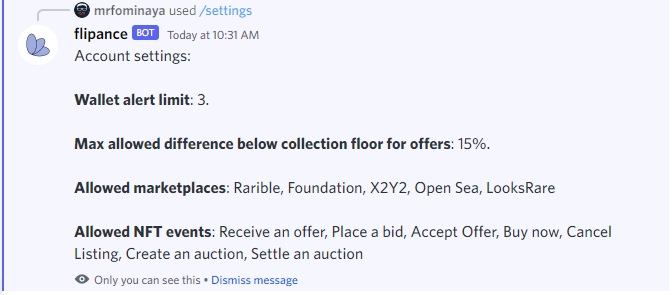 mrfominaya used /settings
flipance BOT Today at 10:31 AM
Account settings:
Wallet alert limit: 3.
Max allowed difference below collection floor for offers: 15%.
Allowed marketplaces: Rarible, Foundation, X2Y2, Open Sea, LooksRare
Allowed NFT events: Receive an offer, Place a bid, Accept Offer, Buy now, Cancel
Listing, Create an auction, Settle an auction
Only you can see this • Dismiss message